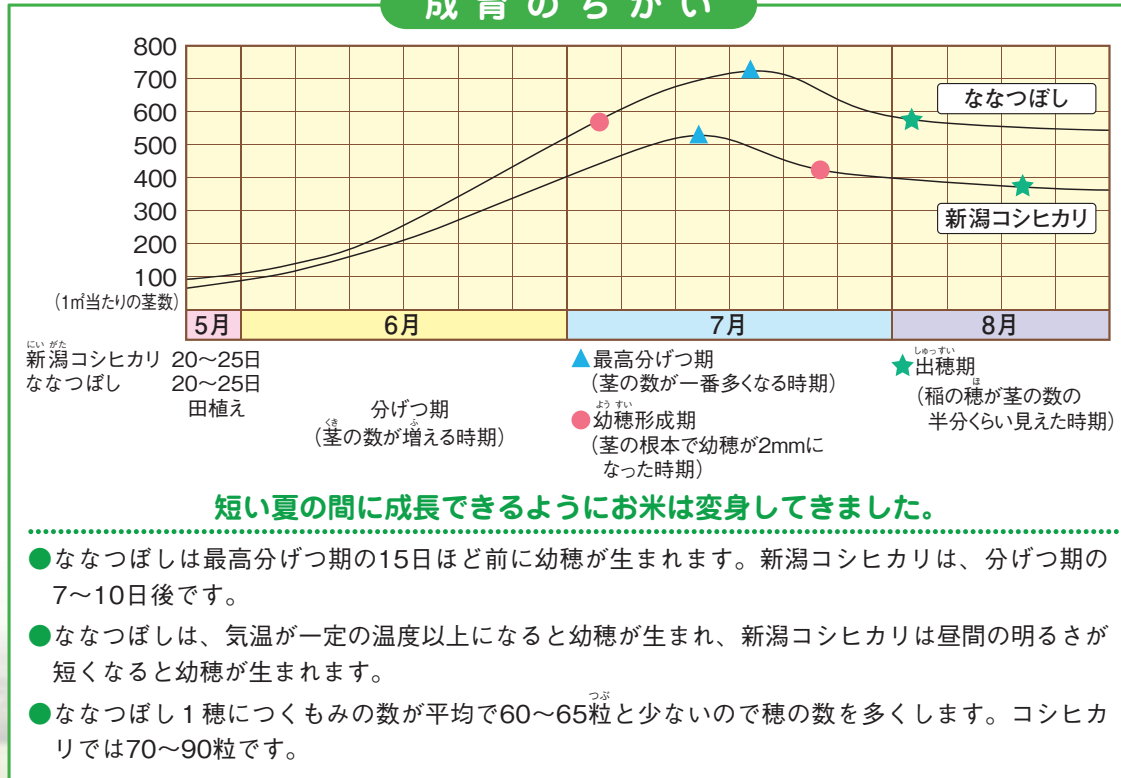 成育のちがい
800
700
600
500
400
300
200
100
(1㎡当たりの茎数)
ななつぼし
新潟コシヒカリ
5月 6月 7月 8月
にいがた
新潟コシヒカリ 20〜25日
ななつぼし 20〜25日
田植え
分げつ期
くき ふ
(茎の数が増える時期)
▲最高分げつ期
(茎の数が一番多くなる時期)
ようすい
●幼穂形成期
(茎の根本で幼穂が2mmに
なった時期)
しゅっすい
★出穂期
ほ
(稲の穂が茎の数の
半分くらい見えた時期)
短い夏の間に成長できるようにお米は変身してきました。
●ななつぼしは最高分げつ期の15日ほど前に幼穂が生まれます。新潟コシヒカリは、分げつ期の
7〜10日後です。
●ななつぼしは、気温が一定の温度以上になると幼穂が生まれ、新潟コシヒカリは昼間の明るさが
短くなると幼穂が生まれます。
つぶ
●ななつぼし1穂につくもみの数が平均で60〜65粒と少ないので穂の数を多くします。コシヒカ
リでは70〜90粒です。